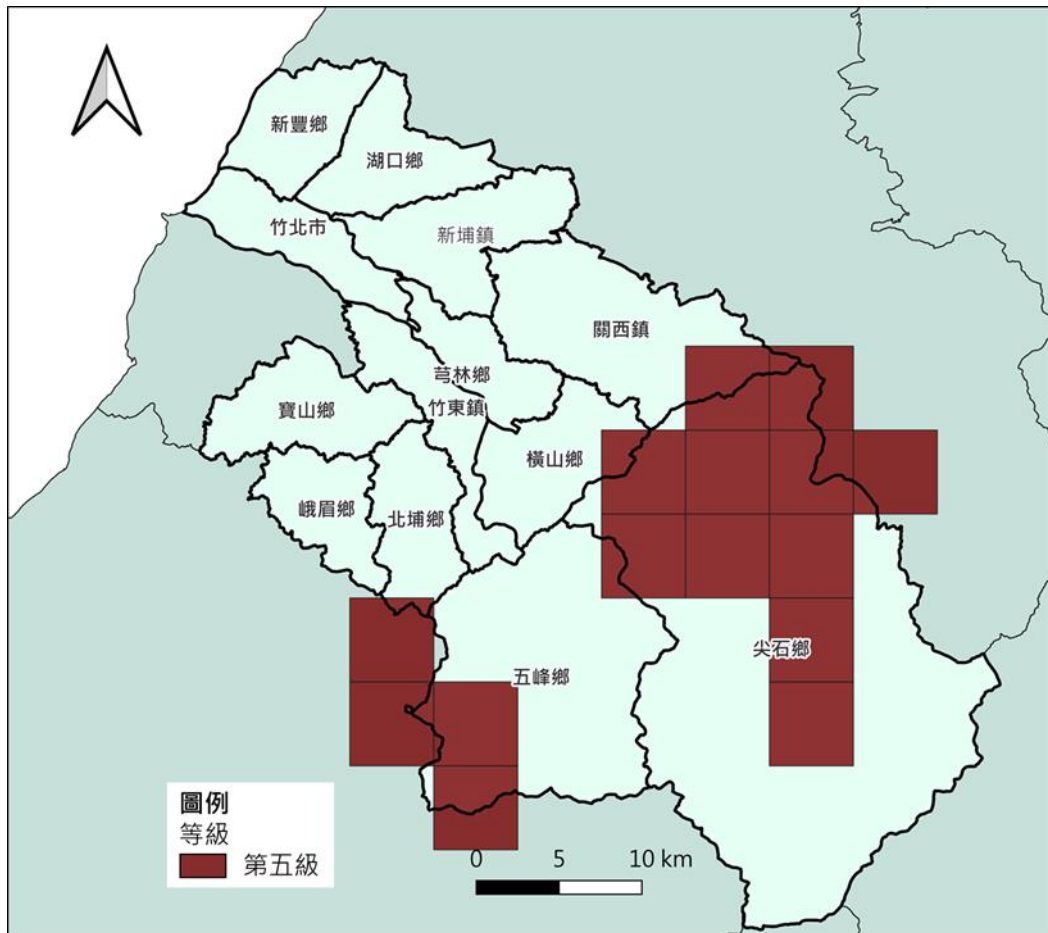 新豐鄉
湖口鄉
竹北市
新埔鎮
關西鎮
芎林鄉
竹東鎮
寶山鄉
橫山鄉
峨眉鄉
北埔鄉
尖石鄉
五峰鄉
圖例
等級
第五級
0 5 10 km